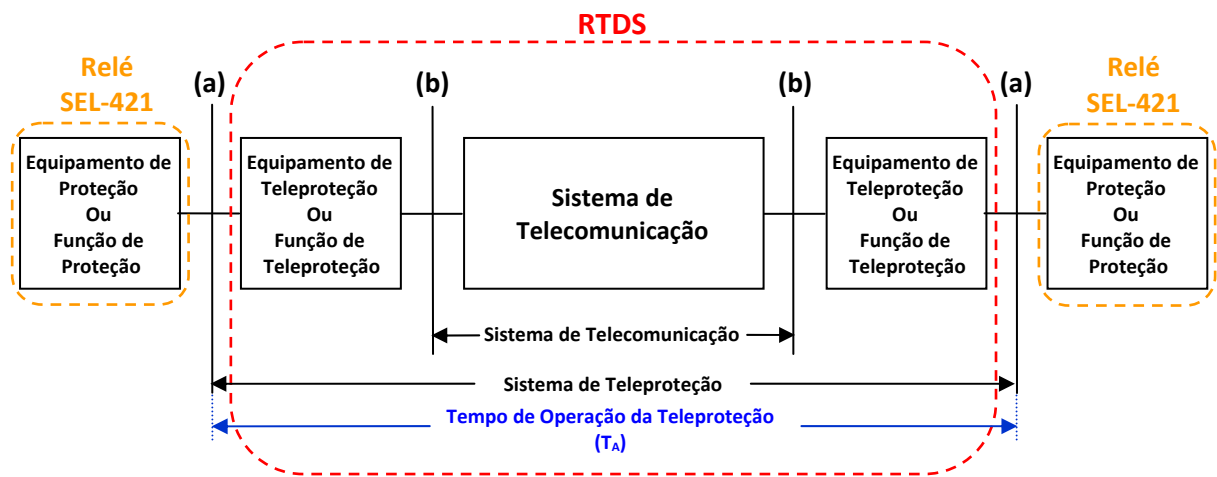 RTDS
Relé
SEL-421
(a)
(b)
(b)
(a)
Relé
SEL-421
Equipamento de
Proteção
Ou
Função de
Proteção
Equipamento de
Teleproteção
Ou
Função de
Teleproteção
Sistema de
Telecomunicação
Equipamento de
Teleproteção
Ou
Função de
Teleproteção
Equipamento de
Proteção
Ou
Função de
Proteção
Sistema de Telecomunicação
Sistema de Teleproteção
Tempo de Operação da Teleproteção
(TA)